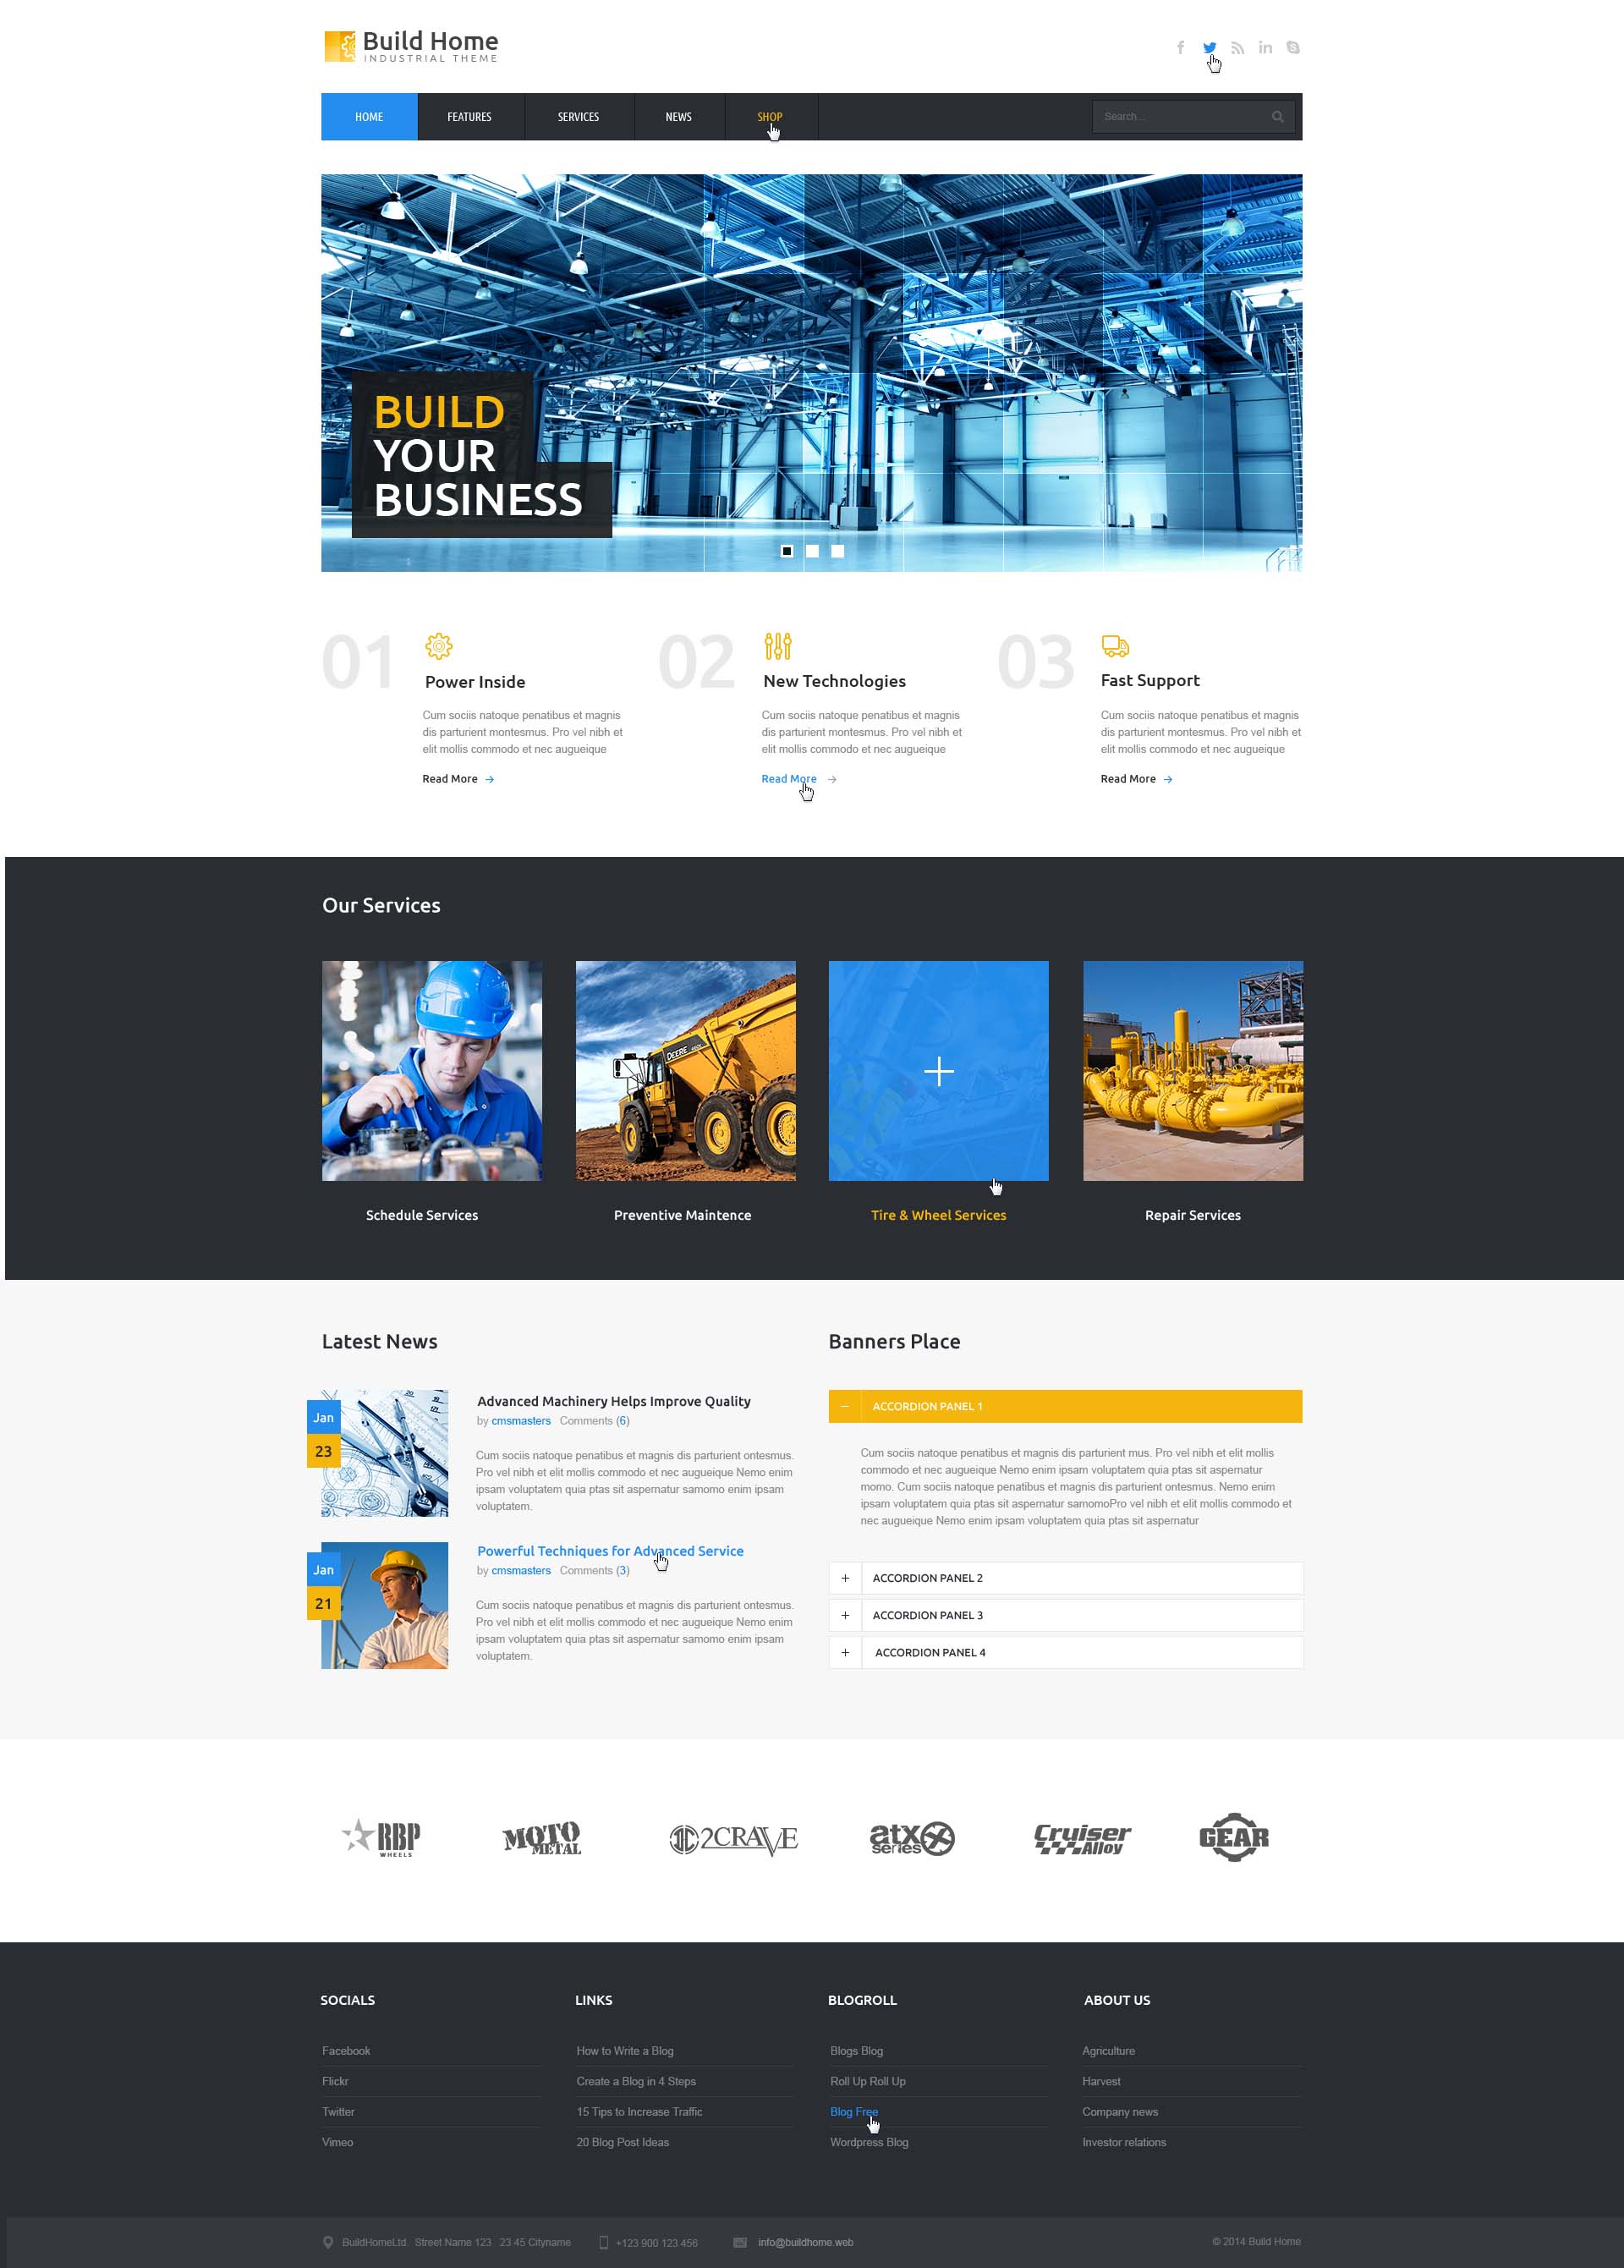 Build Home
INDUSTRIAL THEME
HOME
FEATURES
SERVICES
NEWS
SHOP
Search...
BUILD
YOUR
BUSINESS
01
Power Inside
Cum sociis natoque penatibus et magnis
dis parturient montesmus. Pro vel nibh et
elit mollis commodo et nec augueique
Read More
02
New Technologies
Cum sociis natoque penatibus et magnis
dis parturient montesmus. Pro vel nibh et
elit mollis commodo et nec augueique
Read More
03
Fast Support
Cum sociis natoque penatibus et magnis
dis parturient montesmus. Pro vel nibh et
elit mollis commodo et nec augueique
Read More
Our Services
DEERE
Schedule Services
Preventive Maintence
Tire & Wheel Services
Repair Services
Latest News
Jan
23
Advanced Machinery Helps Improve Quality
by cmsmasters Comments (6)
Cum sociis natoque penatibus et magnis dis parturient ontesmus.
Pro vel nibh et elit mollis commodo et nec augueique Nemo enim
ipsam voluptatem quia ptas sit aspernatur samomo enim ipsam
voluptatem.
Jan
21
Powerful Techniques for Advanced Service
by cmsmasters Comments (3)
Cum sociis natoque penatibus et magnis dis parturient ontesmus.
Pro vel nibh et elit mollis commodo et nec augueique Nemo enim
ipsam voluptatem quia ptas sit aspernatur samomo enim ipsam
voluptatem.
Banners Place
ACCORDION PANEL 1
Cum sociis natoque penatibus et magnis dis parturient mus. Pro vel nibh et elit mollis
commodo et nec augueique Nemo enim ipsam voluptatem quia ptas sit aspernatur
momo. Cum sociis natoque penatibus et magnis dis parturient ontesmus. Nemo enim
ipsam voluptatem quia ptas sit aspernatur samomoPro vel nibh et elit mollis commodo et
nec augueique Nemo enim ipsam voluptatem quia ptas sit aspernatur
ACCORDION PANEL 2
ACCORDION PANEL 3
ACCORDION PANEL 4
RBP
WHEELS
MOTO
METAL
2CRAVE
atx
series
Cruiser
Alloy
GEAR
SOCIALS
Facebook
Flickr
Twitter
Vimeo
LINKS
How to Write a Blog
Create a Blog in 4 Steps
15 Tips to Increase Traffic
20 Blog Post Ideas
BLOGROLL
Blogs Blog
Roll Up Roll Up
Blog Free
Wordpress Blog
ABOUT US
Agriculture
Harvest
Company news
Investor relations
BuildHomeLtd. Street Name 123 23 45 Cityname
+123 900 123 456
info@buildhome.web
© 2014 Build Home